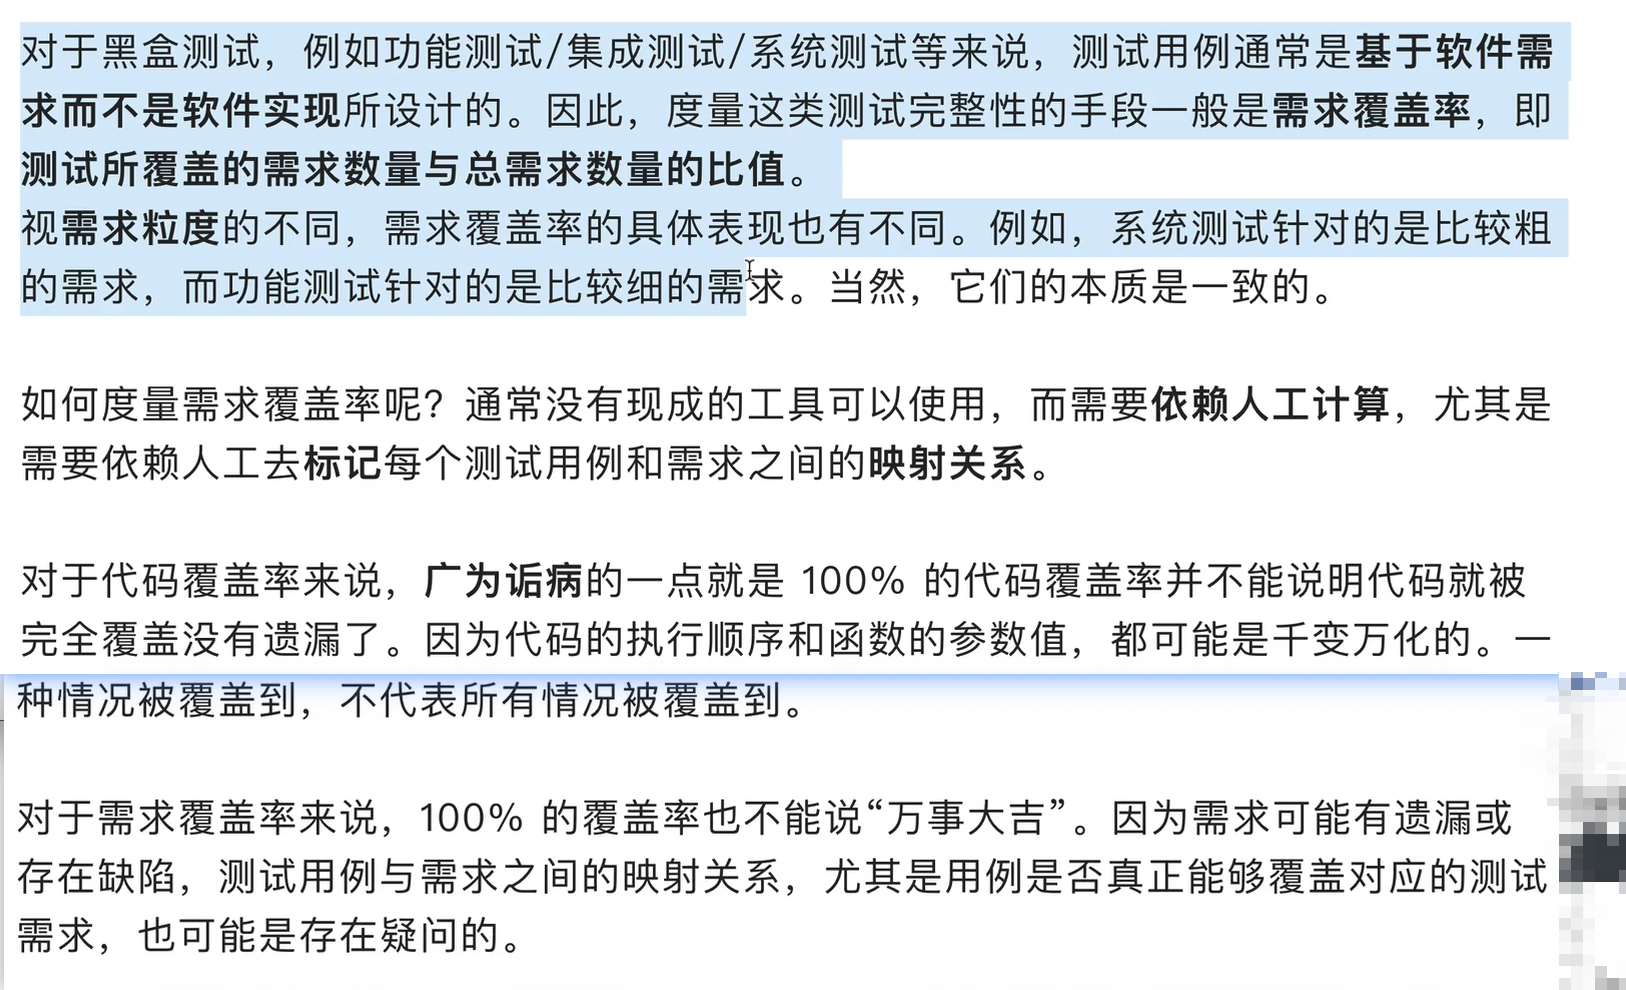 对于黑盒测试，例如功能测试/集成测试/系统测试等来说，测试用例通常是基于软件需
求而不是软件实现所设计的。因此，度量这类测试完整性的手段一般是需求覆盖率，即
测试所覆盖的需求数量与总需求数量的比值。
视需求粒度的不同，需求覆盖率的具体表现也有不同。例如，系统测试针对的是比较粗
的需求，而功能测试针对的是比较细的需求。当然，它们的本质是一致的。
如何度量需求覆盖率呢？通常没有现成的工具可以使用，而需要依赖人工计算，尤其是
需要依赖人工去标记每个测试用例和需求之间的映射关系。
对于代码覆盖率来说，广为诟病的一点就是 100% 的代码覆盖率并不能说明代码就被
完全覆盖没有遗漏了。因为代码的执行顺序和函数的参数值，都可能是千变万化的。一
种情况被覆盖到，不代表所有情况被覆盖到。
对于需求覆盖率来说，100% 的覆盖率也不能说“万事大吉”。因为需求可能有遗漏或
存在缺陷，测试用例与需求之间的映射关系，尤其是用例是否真正能够覆盖对应的测试
需求，也可能是存在疑问的。